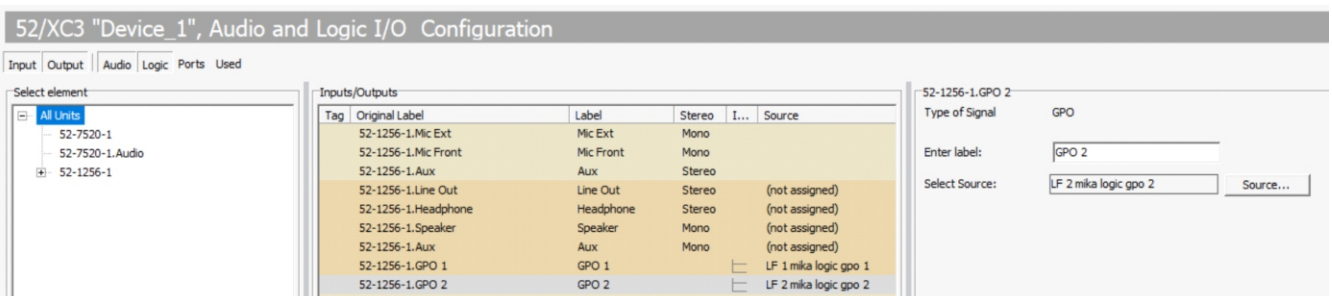 52/XC3 "Device_1", Audio and Logic I/O Configuration
Input Output Audio Logic Ports Used
Select element
All Units
52-7520-1
52-7520-1.Audio
52-1256-1
Inputs/Outputs
Tag Original Label Label Stereo I... Source
52-1256-1.Mic Ext Mic Ext Mono
52-1256-1.Mic Front Mic Front Mono
52-1256-1.Aux Aux Stereo
52-1256-1.Line Out Line Out Stereo (not assigned)
52-1256-1.Headphone Headphone Stereo (not assigned)
52-1256-1.Speaker Speaker Mono (not assigned)
52-1256-1.Aux Aux Mono (not assigned)
52-1256-1.GPO 1 GPO 1 LF 1 mika logic gpo 1
52-1256-1.GPO 2 GPO 2 LF 2 mika logic gpo 2
52-1256-1.GPO 2
Type of Signal GPO
Enter label: GPO 2
Select Source: LF 2 mika logic gpo 2 Source...